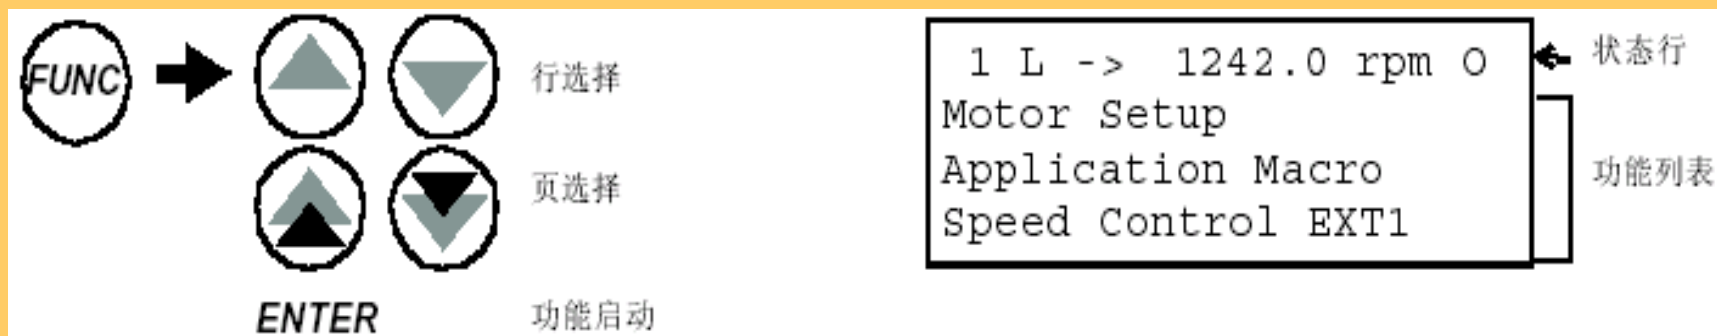 FUNC
行选择
页选择
ENTER 功能启动
1 L -> 1242.0 rpm O
Motor Setup
Application Macro
Speed Control EXT1
状态行
功能列表